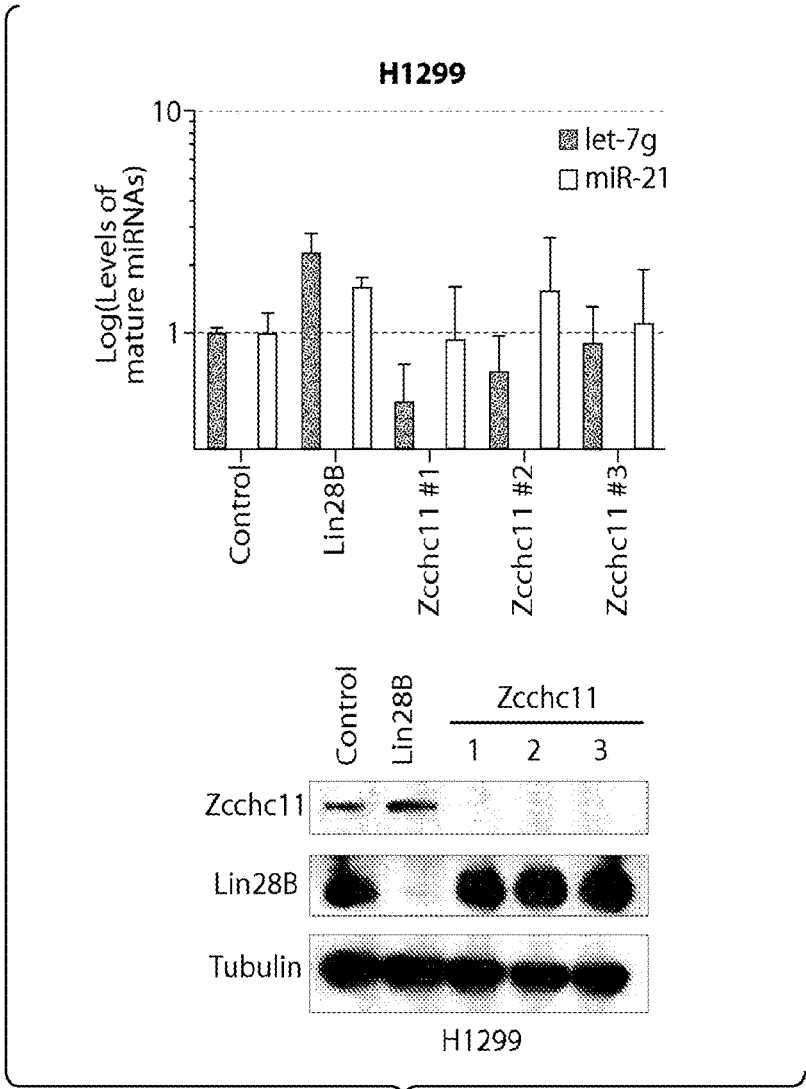 H1299
10
let-7g
miR-21
Log(Levels of
mature miRNAs)
1
Control
Lin28B
Zcchc11 #1
Zcchc11 #2
Zcchc11 #3
Control
Lin28B
Zcchc11
1 2 3
Zcchc11
Lin28B
Tubulin
H1299